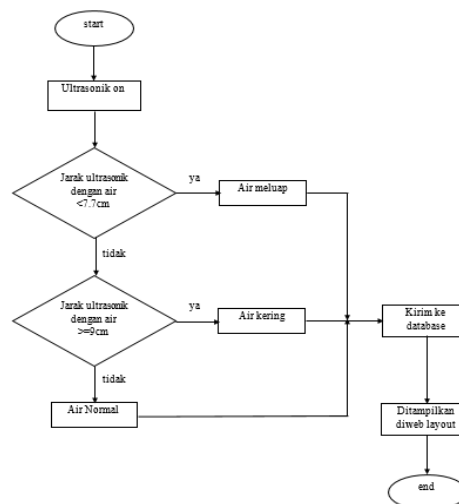 start
Ultrasonik on
Jarak ultrasonik
dengan air
<7.7cm
ya
Air meluap
tidak
Jarak ultrasonik
dengan air
>=9cm
ya
Air kering
Kirim ke
database
tidak
Air Normal
Ditampilkan
diweb layout
end